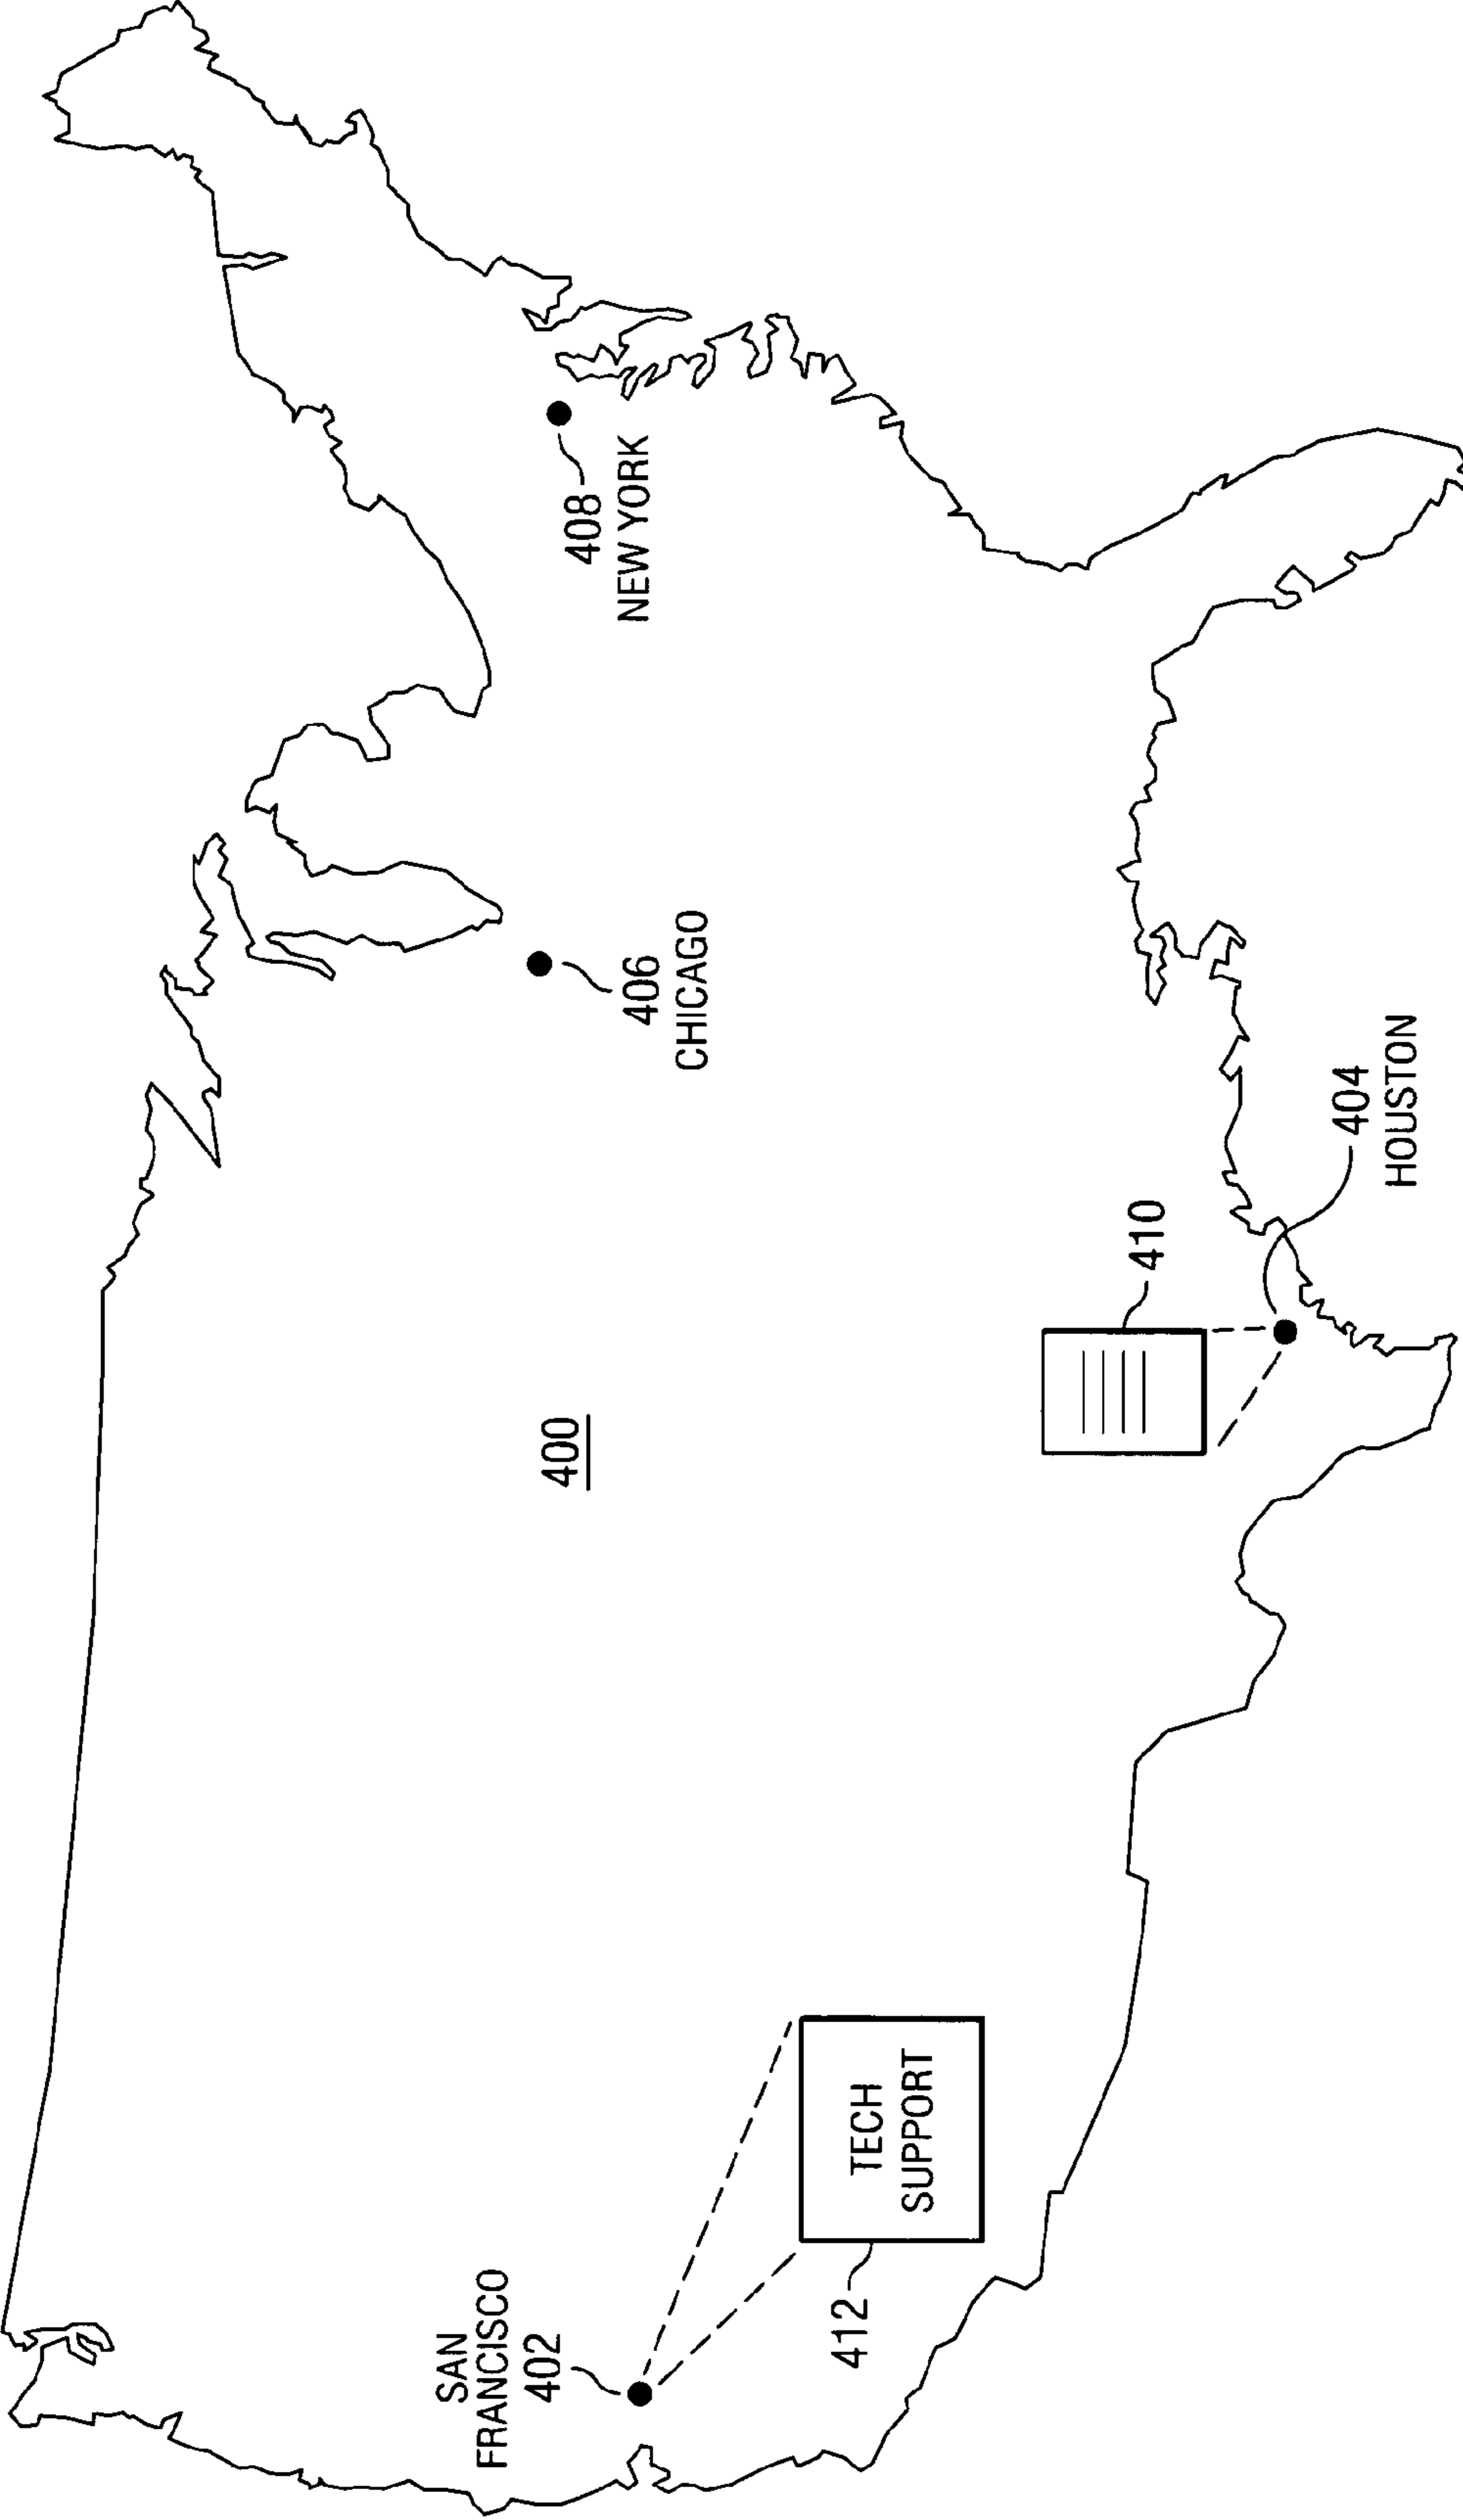 SAN
FRANCISCO
402
412
TECH
SUPPORT
400
410
404
HOUSTON
406
CHICAGO
408
NEW YORK